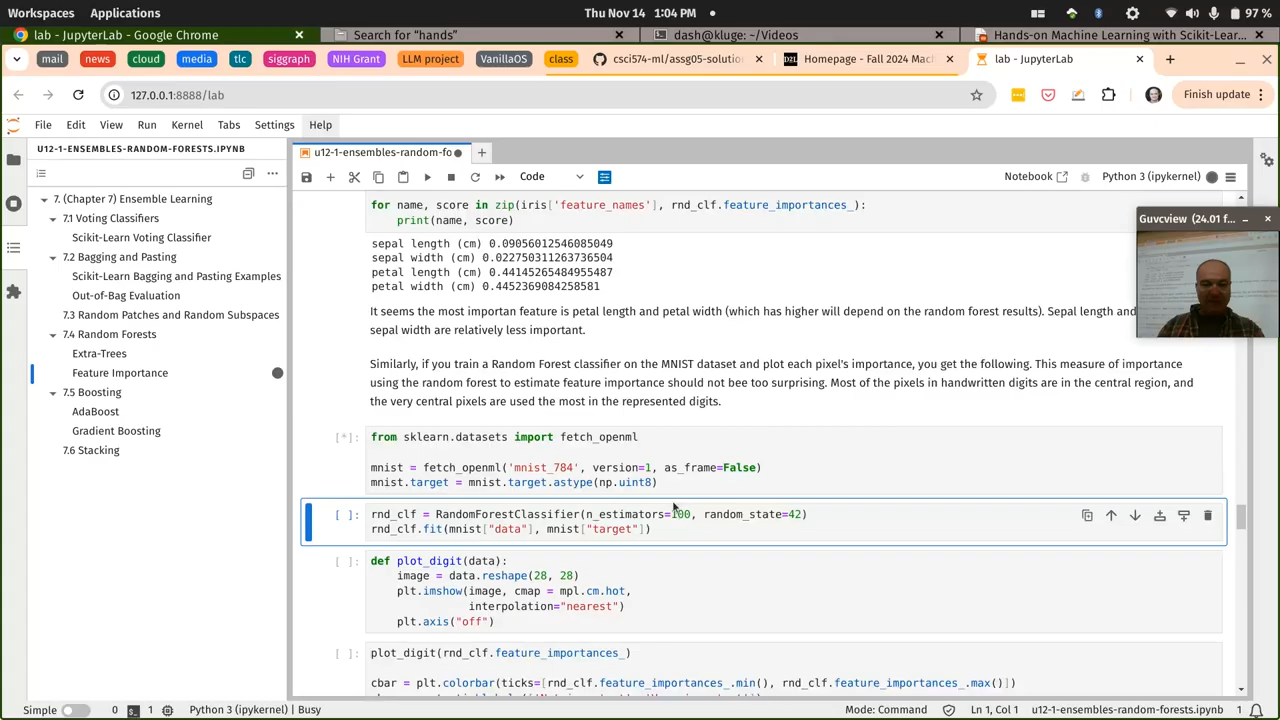 Workspaces Applications Thu Nov 14 1:04 PM 97 %
lab - JupyterLab - Google Chrome Search for “hands” dash@kluge: ~/Videos Hands-on Machine Learning with Scikit-Lear...
mail news cloud media tlc siggraph NIH Grant LLM project VanillaOS class csci574-ml/assg05-solutio Homepage - Fall 2024 Mac lab - JupyterLab
127.0.0.1:8888/lab Finish update
File Edit View Run Kernel Tabs Settings Help
U12-1-ENSEMBLES-RANDOM-FORESTS.IPYNB
7. (Chapter 7) Ensemble Learning
7.1 Voting Classifiers
Scikit-Learn Voting Classifier
7.2 Bagging and Pasting
Scikit-Learn Bagging and Pasting Examples
Out-of-Bag Evaluation
7.3 Random Patches and Random Subspaces
7.4 Random Forests
Extra-Trees
Feature Importance
7.5 Boosting
AdaBoost
Gradient Boosting
7.6 Stacking
u12-1-ensembles-random-fo
Code Notebook Python 3 (ipykernel)
Guvcview (24.01 f...
for name, score in zip(iris['feature_names'], rnd_clf.feature_importances_):
print(name, score)
sepal length (cm) 0.09056012546085049
sepal width (cm) 0.022750311263736504
petal length (cm) 0.44145265484955487
petal width (cm) 0.4452369084258581
It seems the most importan feature is petal length and petal width (which has higher will depend on the random forest results). Sepal length and
sepal width are relatively less important.
Similarly, if you train a Random Forest classifier on the MNIST dataset and plot each pixel's importance, you get the following. This measure of importance
using the random forest to estimate feature importance should not bee too surprising. Most of the pixels in handwritten digits are in the central region, and
the very central pixels are used the most in the represented digits.
[*]: from sklearn.datasets import fetch_openml
mnist = fetch_openml('mnist_784', version=1, as_frame=False)
mnist.target = mnist.target.astype(np.uint8)
[ ]: rnd_clf = RandomForestClassifier(n_estimators=100, random_state=42)
rnd_clf.fit(mnist["data"], mnist["target"])
[ ]: def plot_digit(data):
image = data.reshape(28, 28)
plt.imshow(image, cmap = mpl.cm.hot,
interpolation="nearest")
plt.axis("off")
[ ]: plot_digit(rnd_clf.feature_importances_)
cbar = plt.colorbar(ticks=[rnd_clf.feature_importances_.min(), rnd_clf.feature_importances_.max()])
Simple 0 1 Python 3 (ipykernel) | Busy Mode: Command Ln 1, Col 1 u12-1-ensembles-random-forests.ipynb 1